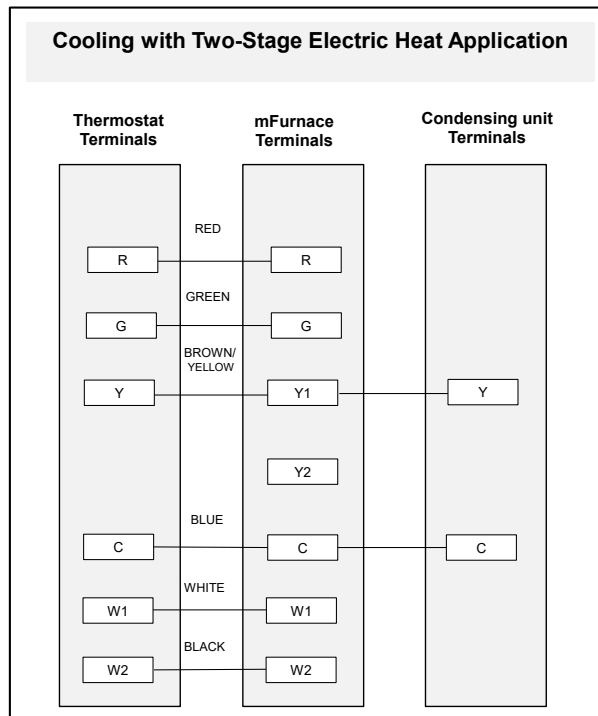 Cooling with Two-Stage Electric Heat Application
Thermostat
Terminals
mFurnace
Terminals
Condensing unit
Terminals
RED
R
R
GREEN
G
G
BROWN/
YELLOW
Y
Y1
Y
Y2
BLUE
C
C
C
WHITE
W1
W1
BLACK
W2
W2